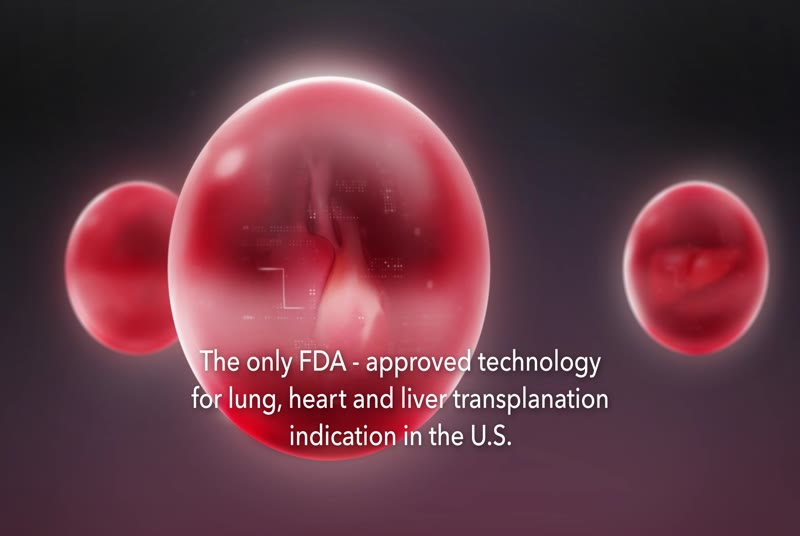 The only FDA - approved technology
for lung, heart and liver transplanation
indication in the U.S.